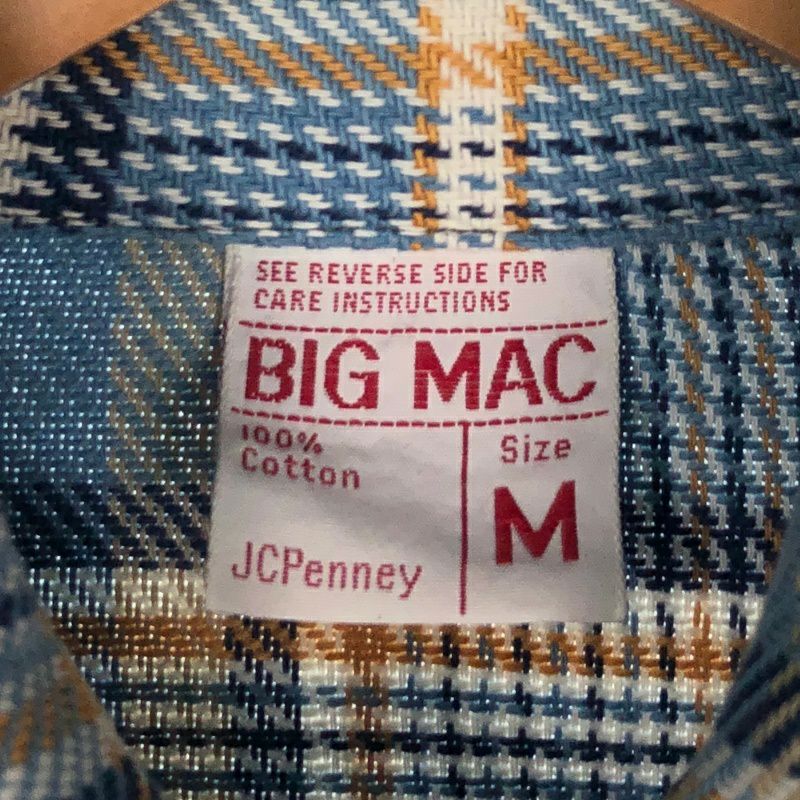 SEE REVERSE SIDE FOR
CARE INSTRUCTIONS
BIG MAC
100%
Cotton
JCPenney
Size
M